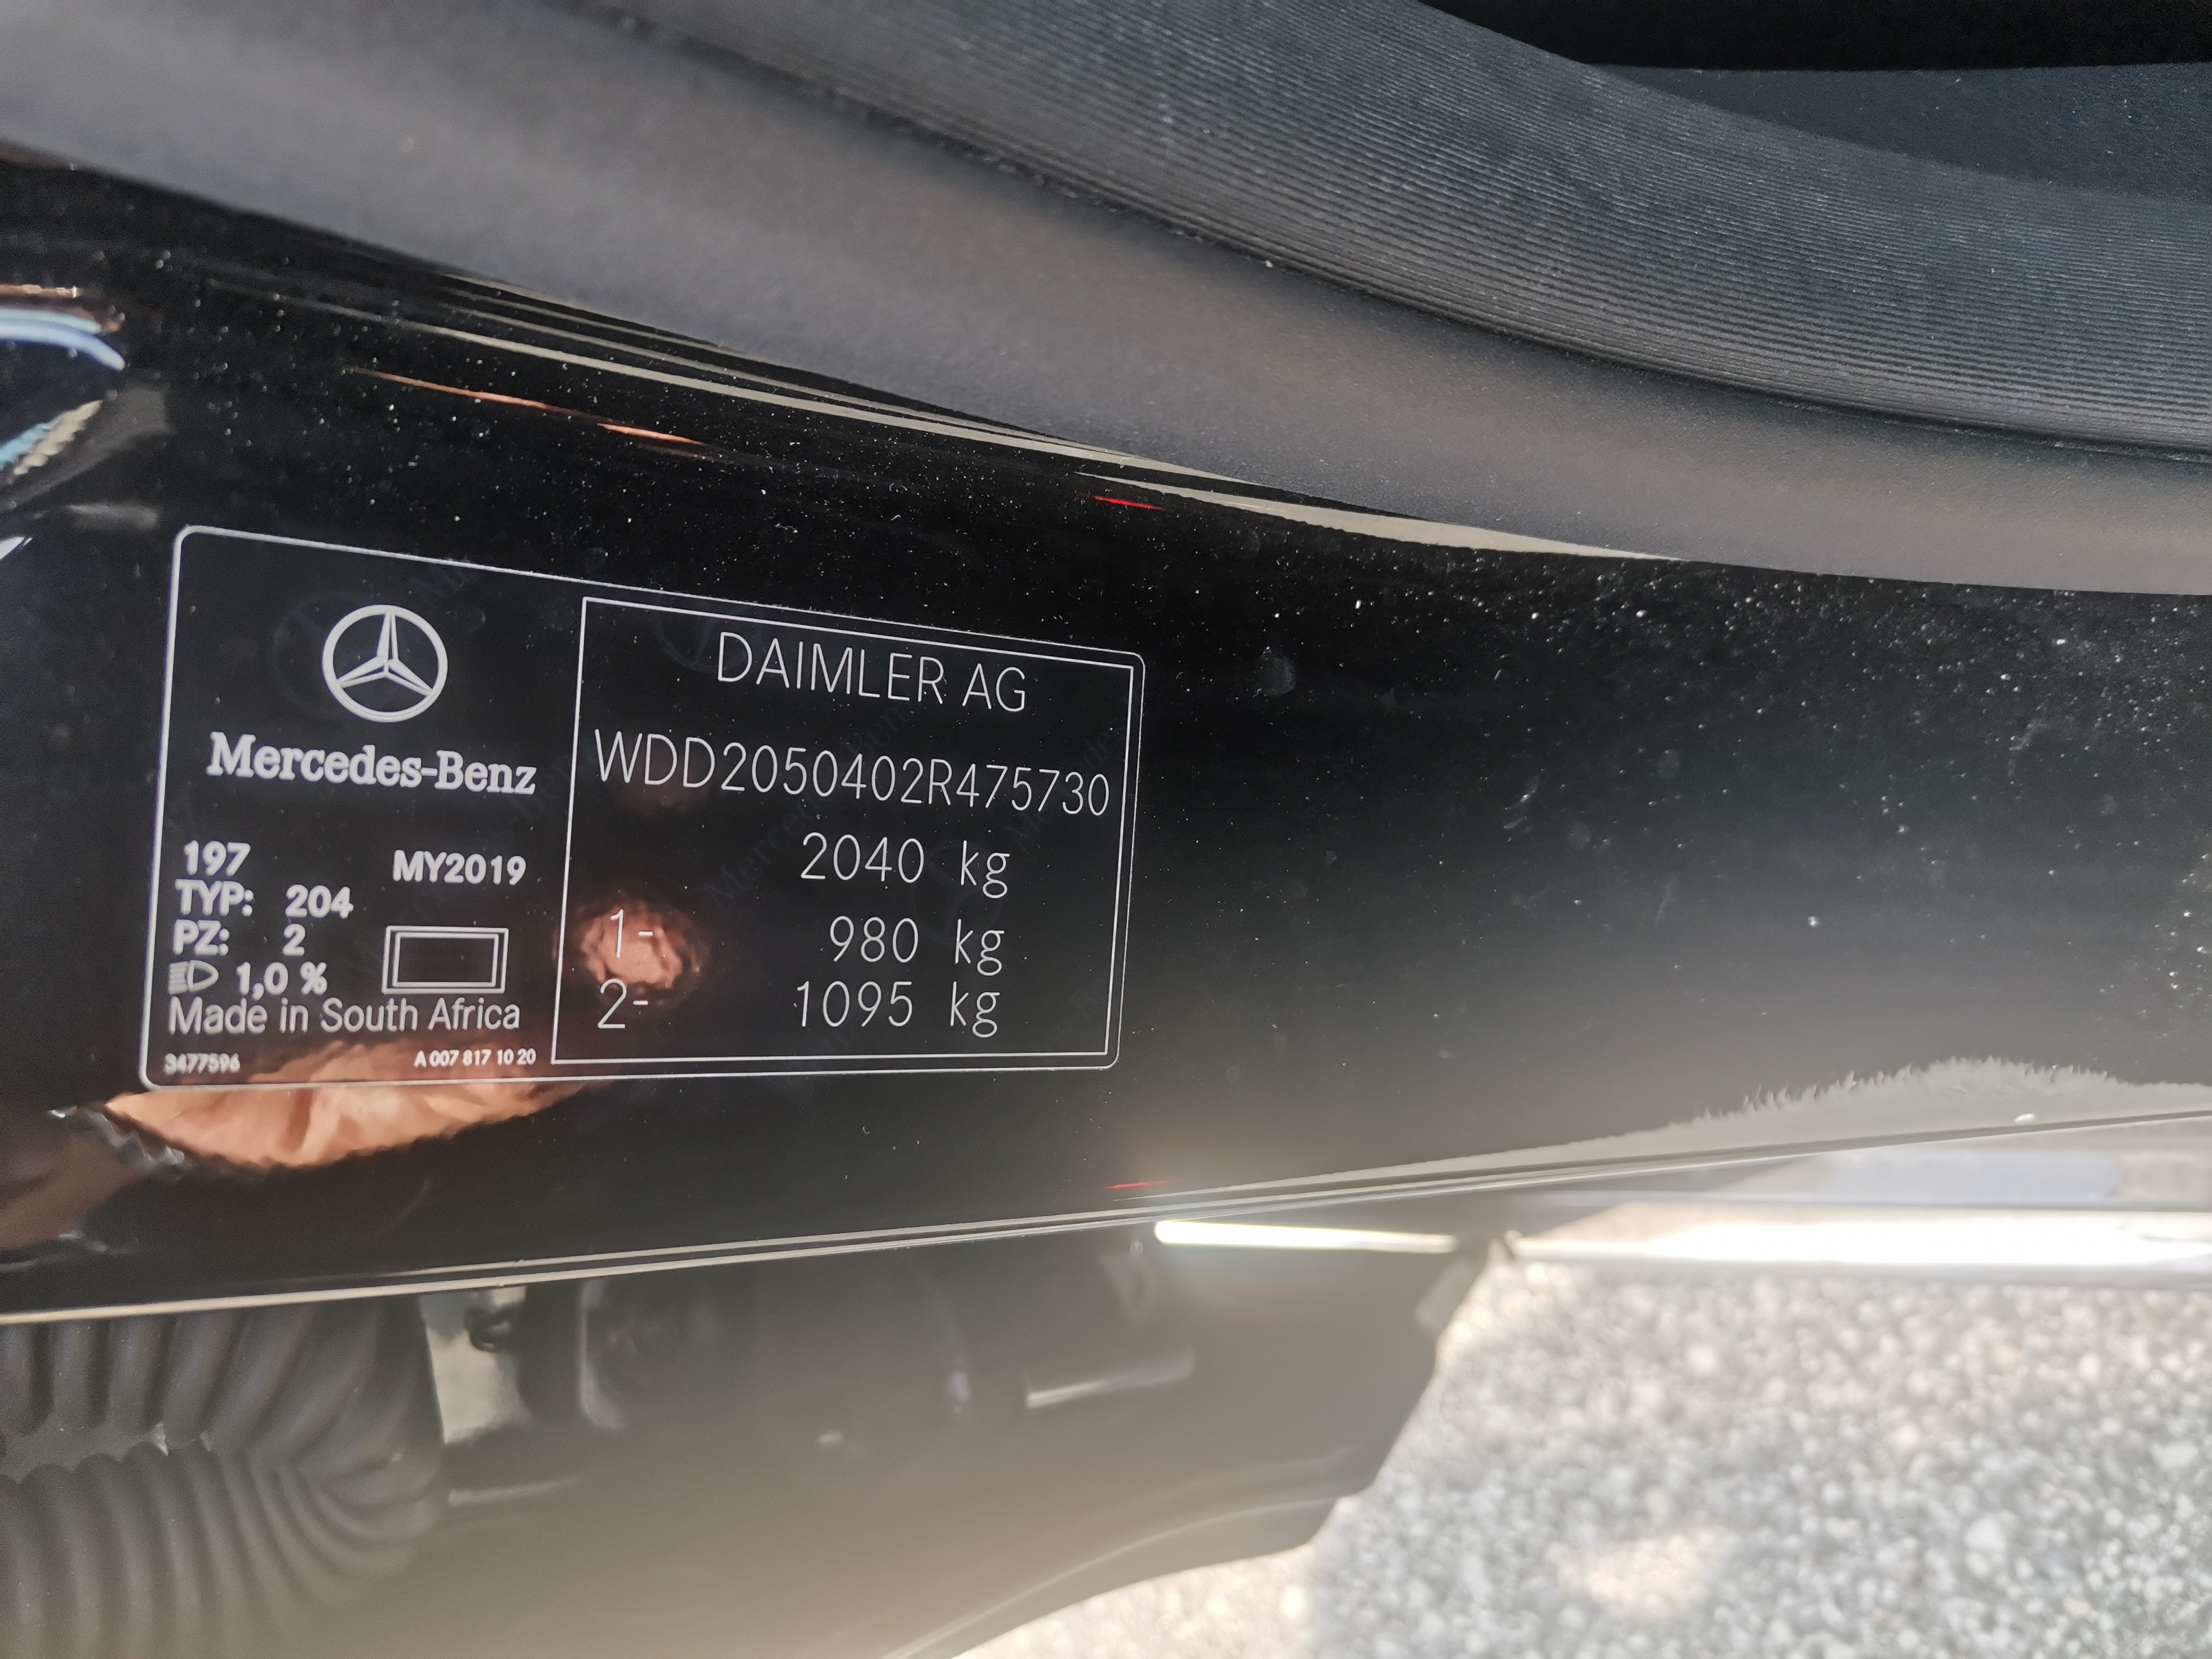 Mercedes-Benz
197 MY2019
TYP: 204
PZ: 2
1,0 %
Made in South Africa
3477596 A 007 817 10 20
DAIMLER AG
WDD2050402R475730
2040 kg
1- 980 kg
2- 1095 kg